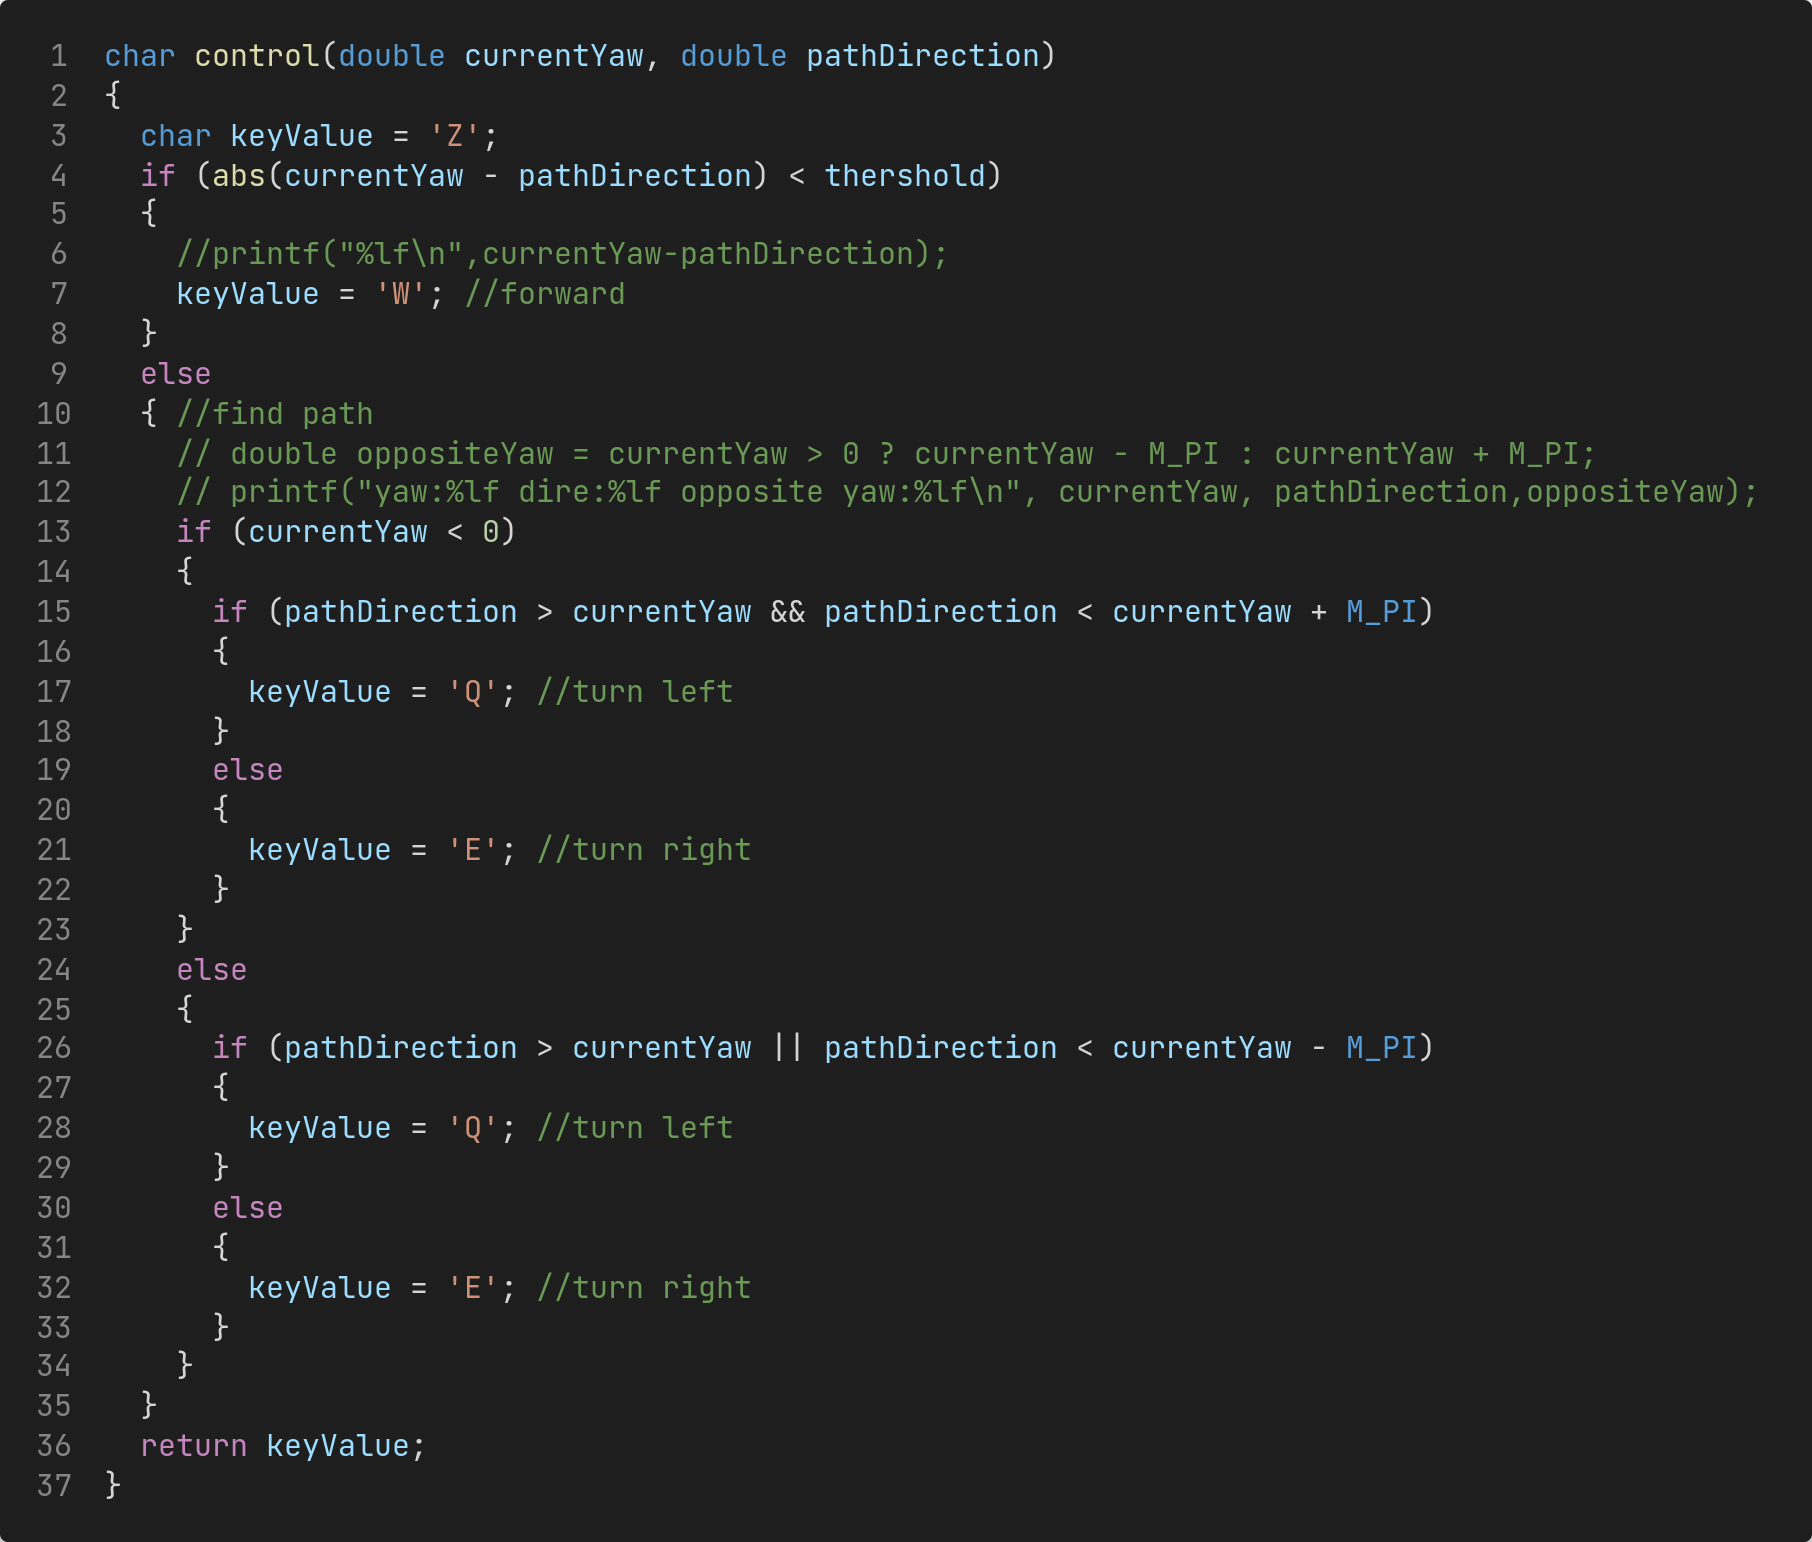 1 char control(double currentYaw, double pathDirection)
2 {
3   char keyValue = 'Z';
4   if (abs(currentYaw - pathDirection) < thershold)
5   {
6     //printf("%lf\n",currentYaw-pathDirection);
7     keyValue = 'W'; //forward
8   }
9   else
10   { //find path
11     // double oppositeYaw = currentYaw > 0 ? currentYaw - M_PI : currentYaw + M_PI;
12     // printf("yaw:%lf dire:%lf opposite yaw:%lf\n", currentYaw, pathDirection,oppositeYaw);
13     if (currentYaw < 0)
14     {
15       if (pathDirection > currentYaw && pathDirection < currentYaw + M_PI)
16       {
17         keyValue = 'Q'; //turn left
18       }
19       else
20       {
21         keyValue = 'E'; //turn right
22       }
23     }
24     else
25     {
26       if (pathDirection > currentYaw || pathDirection < currentYaw - M_PI)
27       {
28         keyValue = 'Q'; //turn left
29       }
30       else
31       {
32         keyValue = 'E'; //turn right
33       }
34     }
35   }
36   return keyValue;
37 }